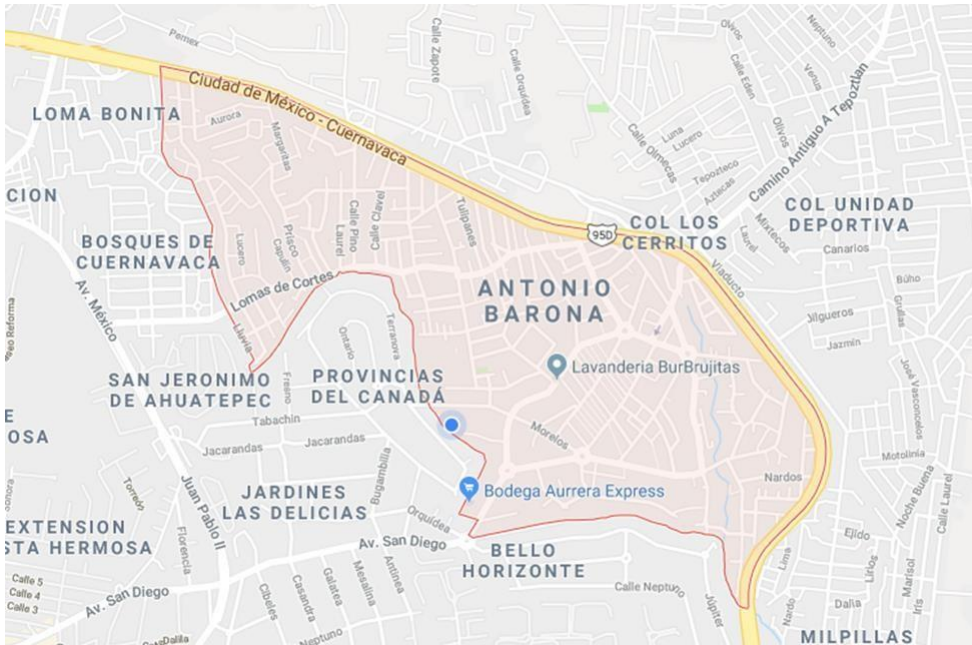 Pemex
Calle Zapote
Calle Orquídea
Olivos
Calle Eden
Neptuno
Venus
Ciudad de México - Cuernavaca
LOMA BONITA
Aurora
Margaritas
Calle Olmecas
Luna
Lucero
Olivos
Camino Antiguo A Tepoztlan
Tepozteco
Aztecas
CION
BOSQUES DE
CUERNAVACA
Lucero
Prisco
Capulin
Calle Pino
Laurel
Calle Clavel
Tulipanes
95D
COL LOS
CERRITOS
Laurel
Mixtecos
COL UNIDAD
DEPORTIVA
Canarios
Viaducto
Búho
Grullas
Lomas de Cortes
ANTONIO
BARONA
Av. México
Lluvia
Ontario
Terranova
Jilgueros
Jazmín
José Vasconcelos
Lavanderia BurBrujitas
SAN JERONIMO
DE AHUATEPEC
Fresno
PROVINCIAS
DEL CANADÁ
Tabachin
Jacarandas
Jacarandas
OSA
Morelos
Motolinia
Nardos
Noche Buena
Calle Laurel
Bugambilia
Bodega Aurrera Express
Torreón
Juan Pablo II
JARDINES
LAS DELICIAS
Orquídea
EXTENSION
STA HERMOSA
Florencia
Av. San Diego
BELLO
HORIZONTE
Ejido
Lima
Lirios
Marisol
Iris
Calle 5
Calle 4
Calle 3
Av. San Diego
Cibeles
Casandra
Galatea
Mesalina
Antinea
Calle Neptuno
Júpiter
Nardo
Dalia
Dalila
Neptuno
MILPILLAS